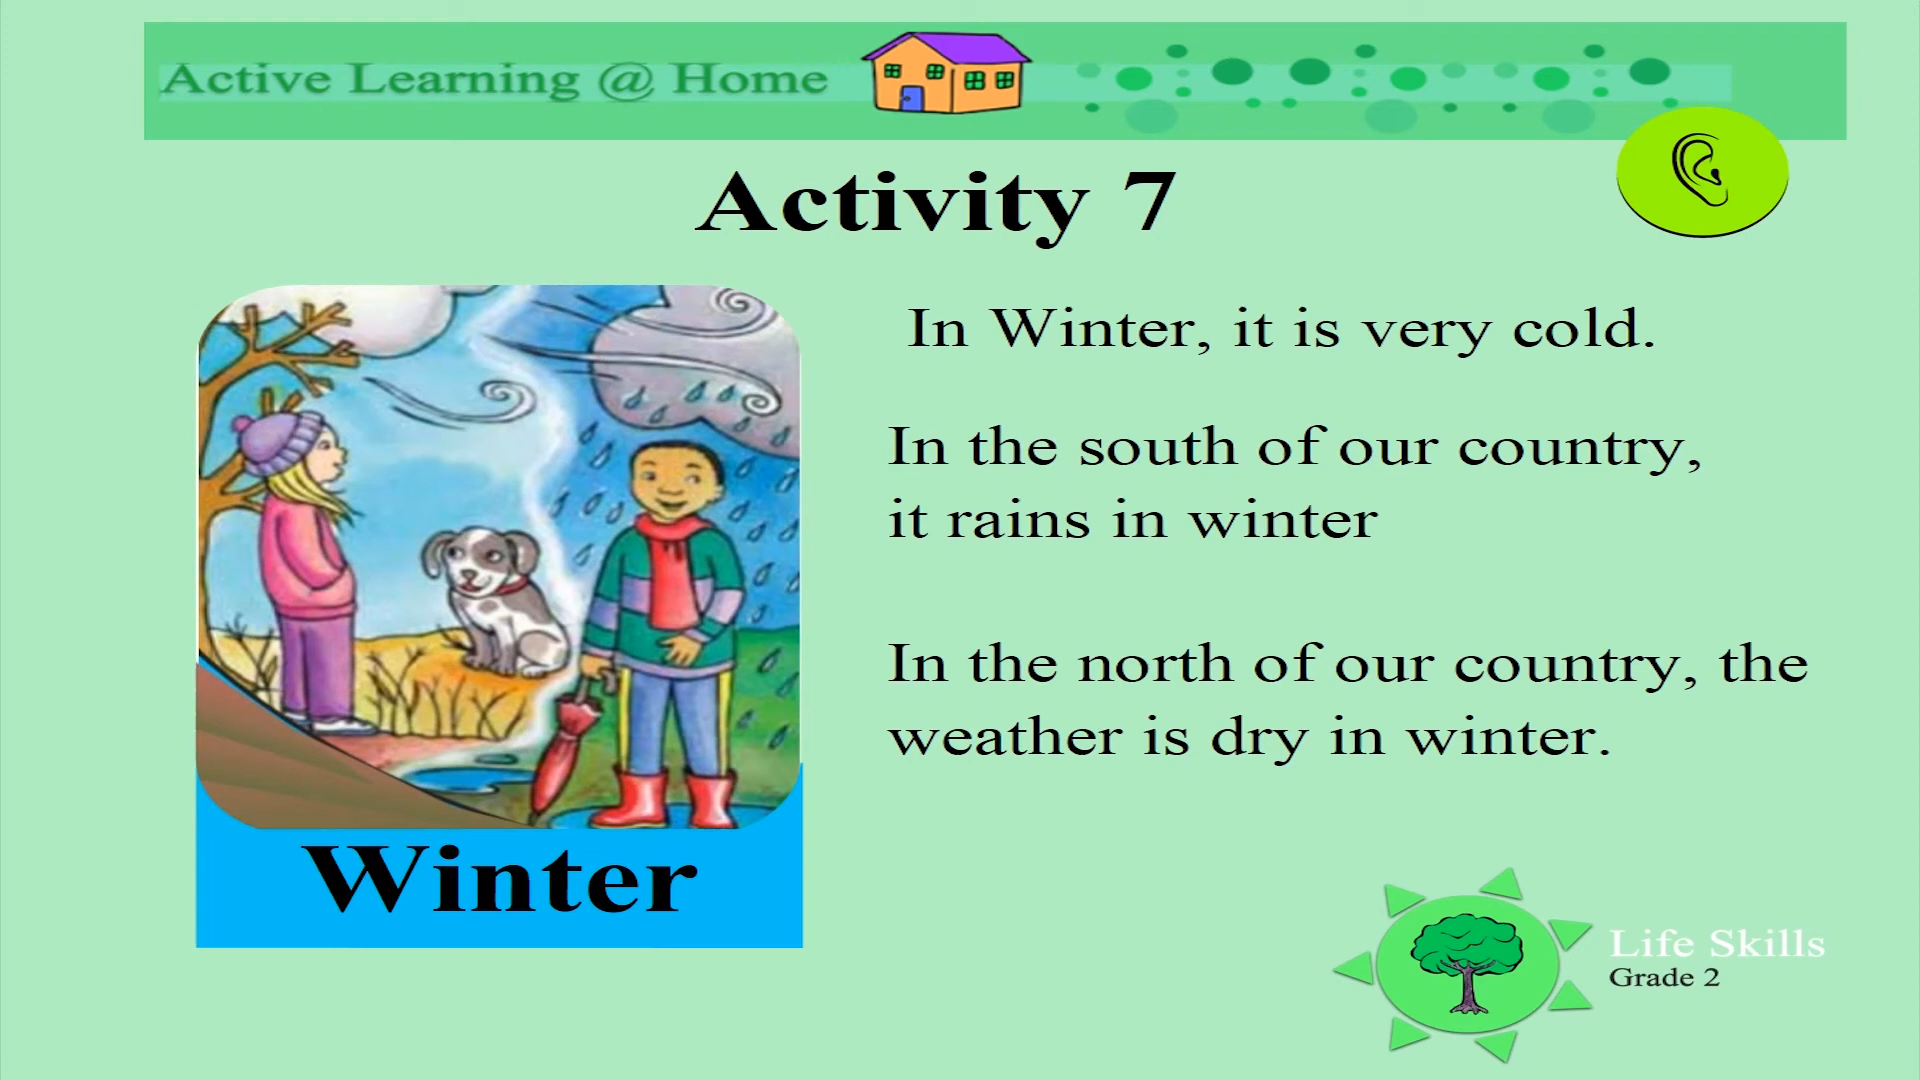 Active Learning @ Home
Activity 7
In Winter, it is very cold.
In the south of our country,
it rains in winter
In the north of our country, the
weather is dry in winter.
Winter
Life Skills
Grade 2